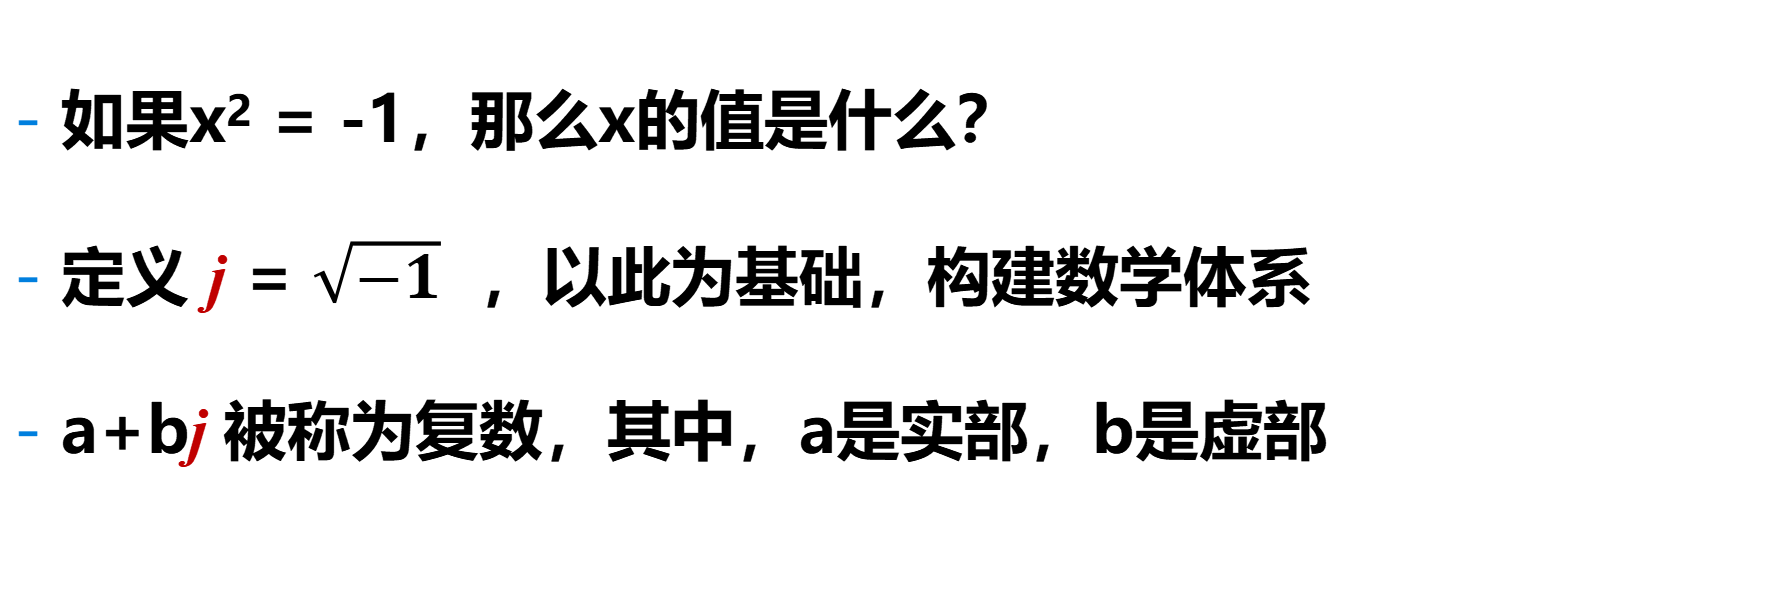 - 如果x² = -1，那么x的值是什么？
- 定义 j = √−1 ，以此为基础，构建数学体系
- a+bj 被称为复数，其中，a是实部，b是虚部